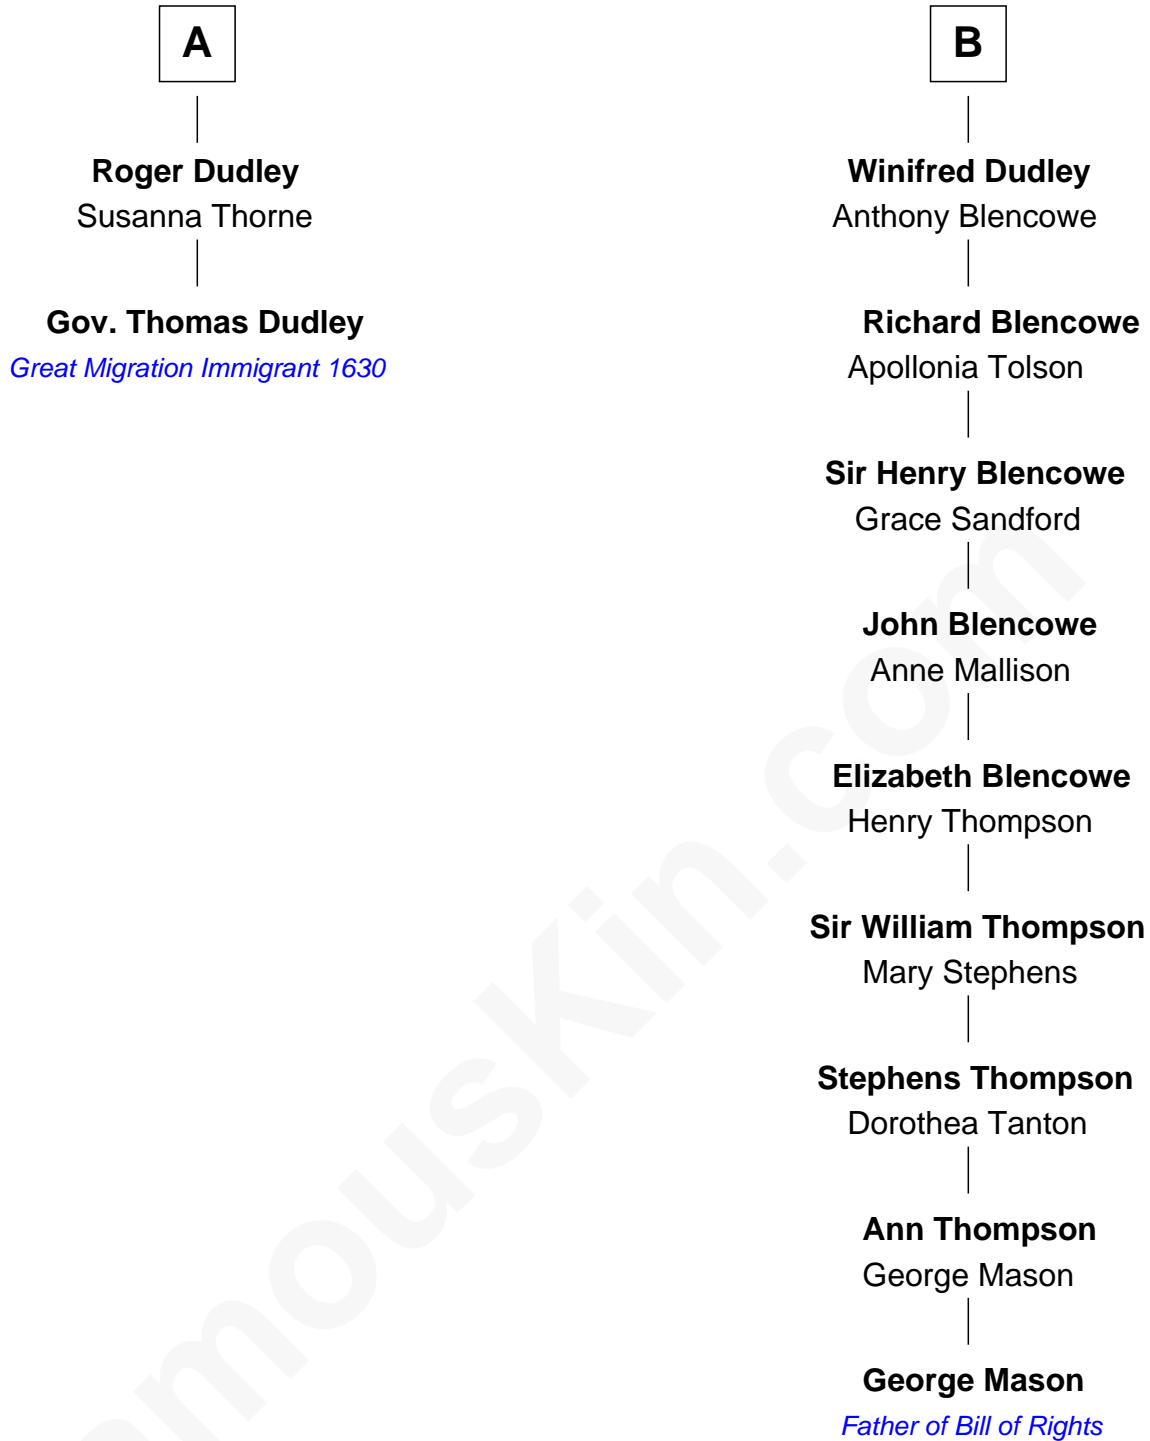 A
Roger Dudley
Susanna Thorne
Gov. Thomas Dudley
Great Migration Immigrant 1630
B
Winifred Dudley
Anthony Blencowe
Richard Blencowe
Apollonia Tolson
Sir Henry Blencowe
Grace Sandford
John Blencowe
Anne Mallison
Elizabeth Blencowe
Henry Thompson
Sir William Thompson
Mary Stephens
Stephens Thompson
Dorothea Tanton
Ann Thompson
George Mason
George Mason
Father of Bill of Rights
amouskin.com